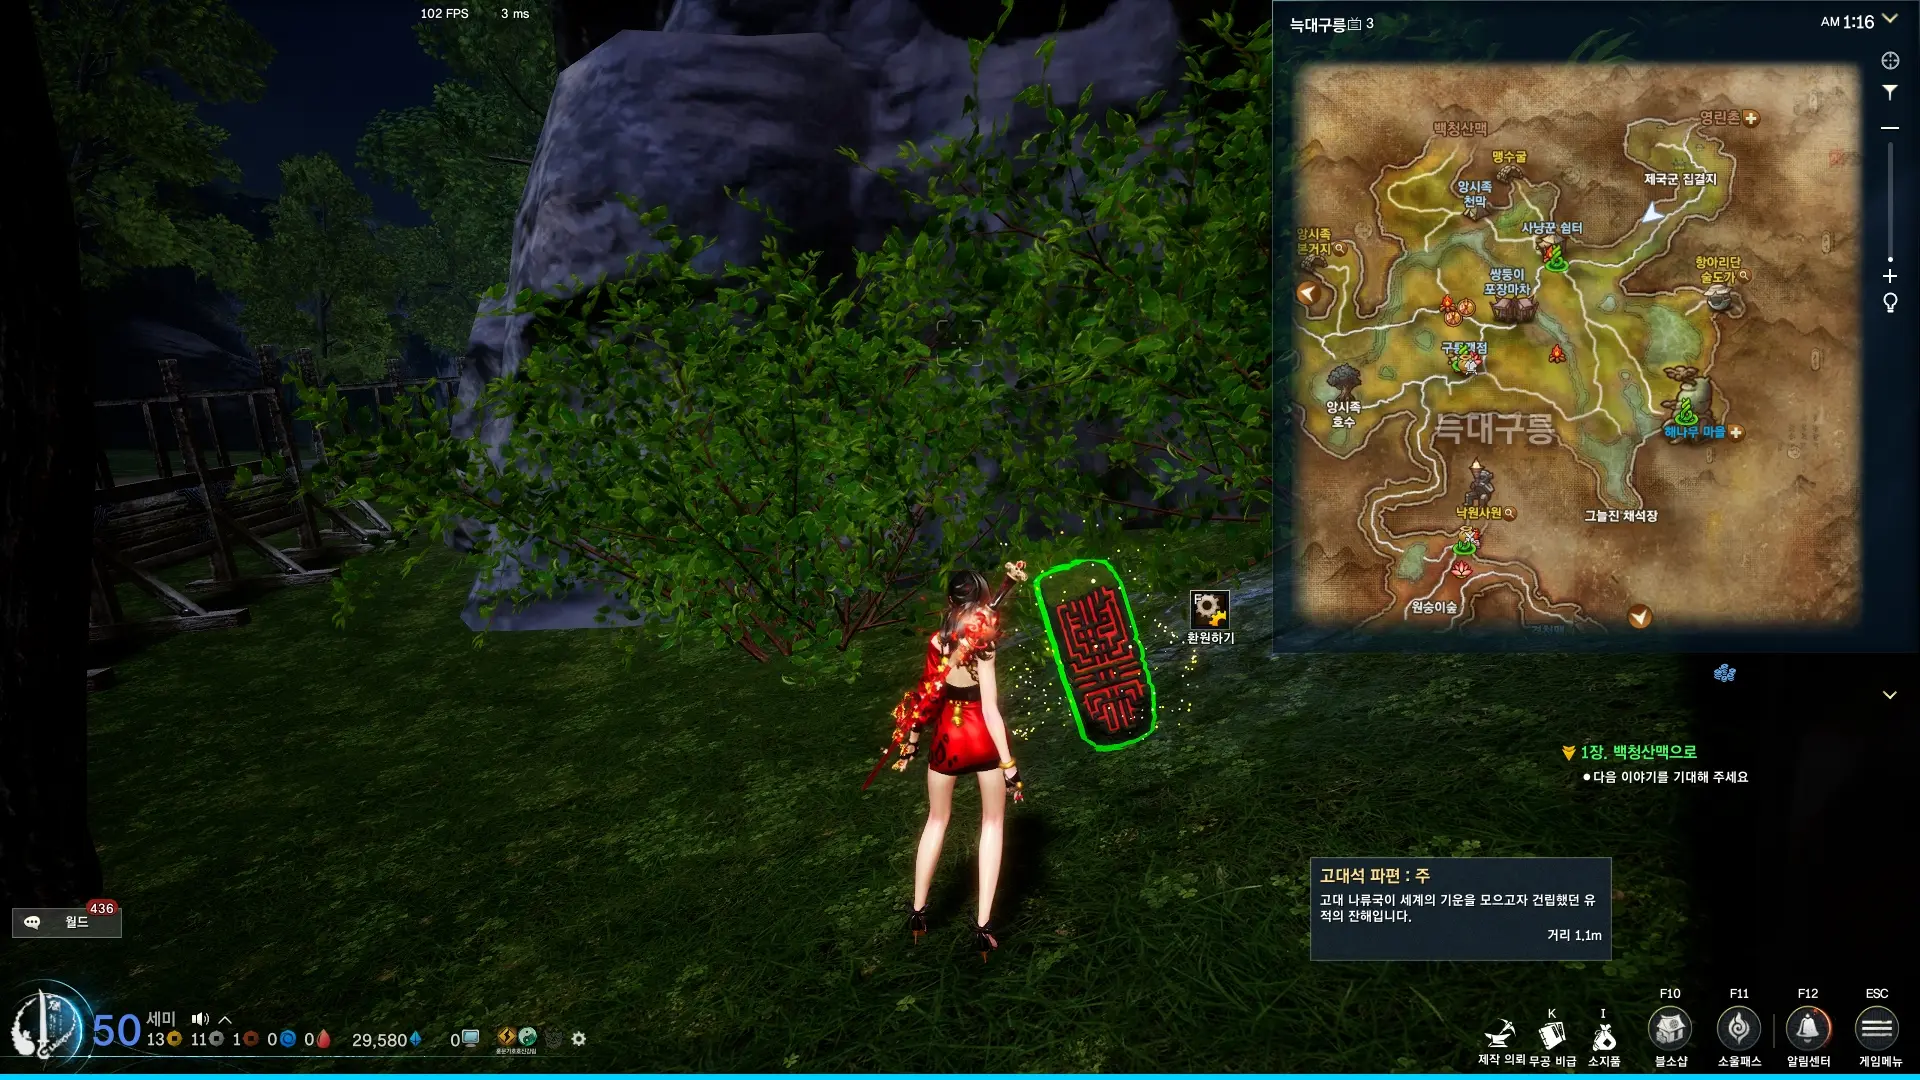 102 FPS 3 ms
늑대구릉 3
AM 1:16
백청산맥
영린촌
맹수굴
제국군 집결지
앙시족
천막
사냥꾼 쉼터
앙시족
본거지
항아리단
술도가
쌍둥이
포장마차
앙시족
호수
늑대구릉
해나무 마을
낙원사원
그늘진 채석장
원숭이숲
F
환원하기
1장. 백청산맥으로
다음 이야기를 기대해 주세요
고대석 파편 : 주
고대 나류국이 세계의 기운을 모으고자 건립했던 유
적의 잔해입니다.
거리 1.1m
436
월드
50 세미
13 11 1 0 0 29,580 0
K I F10 F11 F12 ESC
제작 의뢰 무공 비급 소지품 블소샵 소울패스 알림센터 게임메뉴